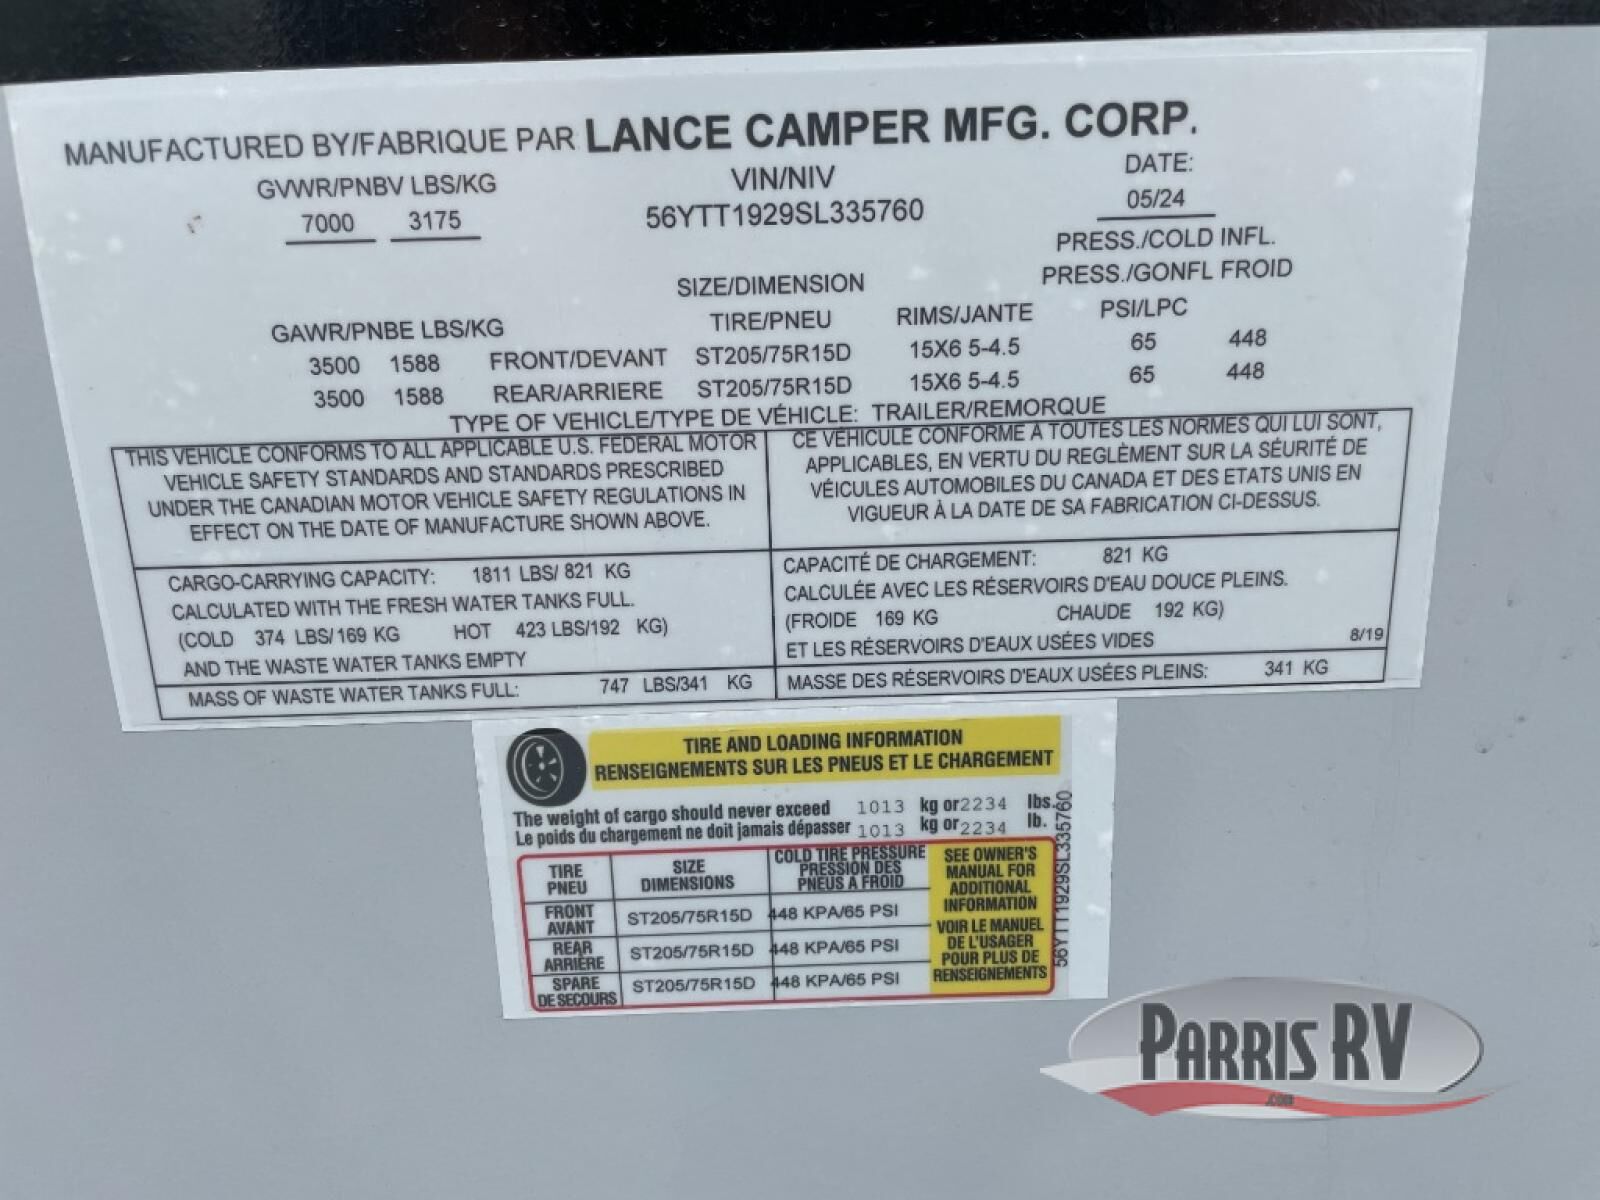 MANUFACTURED BY/FABRIQUE PAR LANCE CAMPER MFG. CORP.
GVWR/PNBV LBS/KG VIN/NIV DATE:
7000 3175 56YTT1929SL335760 05/24
PRESS./COLD INFL.
SIZE/DIMENSION PRESS./GONFL FROID
GAWR/PNBE LBS/KG TIRE/PNEU RIMS/JANTE PSI/LPC
3500 1588 FRONT/DEVANT ST205/75R15D 15X6 5-4.5 65 448
3500 1588 REAR/ARRIERE ST205/75R15D 15X6 5-4.5 65 448
TYPE OF VEHICLE/TYPE DE VÉHICLE: TRAILER/REMORQUE
THIS VEHICLE CONFORMS TO ALL APPLICABLE U.S. FEDERAL MOTOR
VEHICLE SAFETY STANDARDS AND STANDARDS PRESCRIBED
UNDER THE CANADIAN MOTOR VEHICLE SAFETY REGULATIONS IN
EFFECT ON THE DATE OF MANUFACTURE SHOWN ABOVE.
CE VÉHICULE CONFORME À TOUTES LES NORMES QUI LUI SONT,
APPLICABLES, EN VERTU DU REGLÈMENT SUR LA SÉURITÉ DE
VÉICULES AUTOMOBILES DU CANADA ET DES ETATS UNIS EN
VIGUEUR À LA DATE DE SA FABRICATION CI-DESSUS.
CARGO-CARRYING CAPACITY: 1811 LBS/ 821 KG
CALCULATED WITH THE FRESH WATER TANKS FULL.
(COLD 374 LBS/169 KG HOT 423 LBS/192 KG)
AND THE WASTE WATER TANKS EMPTY
MASS OF WASTE WATER TANKS FULL: 747 LBS/341 KG
CAPACITÉ DE CHARGEMENT: 821 KG
CALCULÉE AVEC LES RÉSERVOIRS D'EAU DOUCE PLEINS.
(FROIDE 169 KG CHAUDE 192 KG)
ET LES RÉSERVOIRS D'EAUX USÉES VIDES 8/19
MASSE DES RÉSERVOIRS D'EAUX USÉES PLEINS: 341 KG
TIRE AND LOADING INFORMATION
RENSEIGNEMENTS SUR LES PNEUS ET LE CHARGEMENT
The weight of cargo should never exceed 1013 kg or 2234 lbs.
Le poids du chargement ne doit jamais dépasser 1013 kg or 2234 lb.
TIRE
PNEU
SIZE
DIMENSIONS
COLD TIRE PRESSURE
PRESSION DES
PNEUS A FROID
FRONT
AVANT
ST205/75R15D 448 KPA/65 PSI
REAR
ARRIÈRE
ST205/75R15D 448 KPA/65 PSI
SPARE
DE SECOURS
ST205/75R15D 448 KPA/65 PSI
SEE OWNER'S
MANUAL FOR
ADDITIONAL
INFORMATION
VOIR LE MANUEL
DE L'USAGER
POUR PLUS DE
RENSEIGNEMENTS
56YTT1929SL335760
PARRIS RV
.com